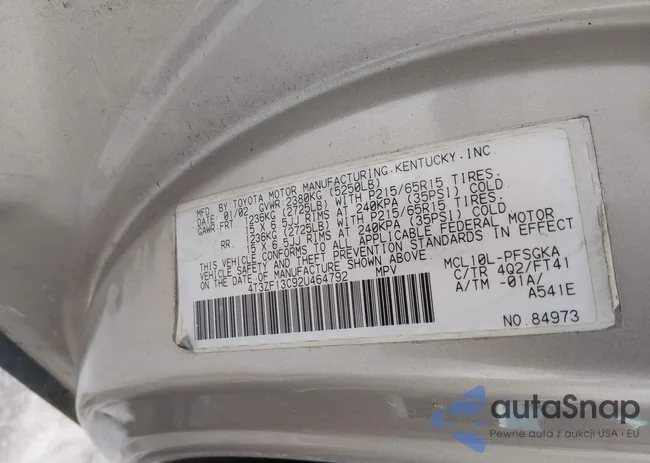 MFD. BY TOYOTA MOTOR MANUFACTURING, KENTUCKY, INC
DATE: 01/02 GVWR: 2380KG (5250LB)
GAWR: FRT 1236KG (2725LB) WITH P215/65R15 TIRES,
15 X 6.5JJ RIMS AT 240KPA (35PSI) COLD
RR. 1236KG (2725LB) WITH P215/65R15 TIRES.
15 X 6.5JJ RIMS AT 240KPA (35PSI) COLD
THIS VEHICLE CONFORMS TO ALL APPLICABLE FEDERAL MOTOR
VEHICLE SAFETY AND THEFT PREVENTION STANDARDS IN EFFECT
ON THE DATE OF MANUFACTURE SHOWN ABOVE.
4T3ZF13C92U464792 MPV
MCL10L-PFSGKA
C/TR 4Q2/FT41
A/TM -01A/
A541E
NO.84973
autaSnap
Pewne auta z aukcji USA i EU